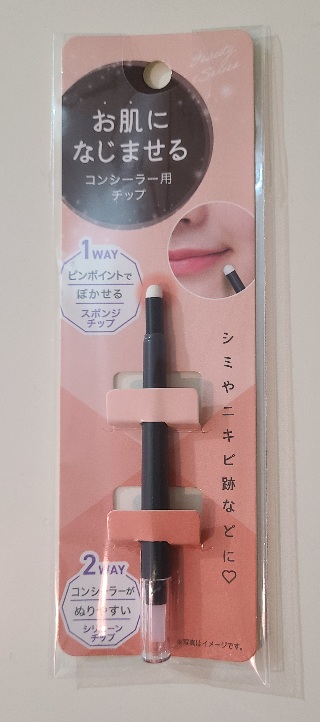 Beauty
お肌に
なじませる
コンシーラー用
チップ
1WAY
ピンポイントで
ぼかせる
スポンジ
チップ
シミやニキビ跡などに♡
2WAY
コンシーラーが
ぬりやすい
シリコーン
チップ
※写真はイメージです。